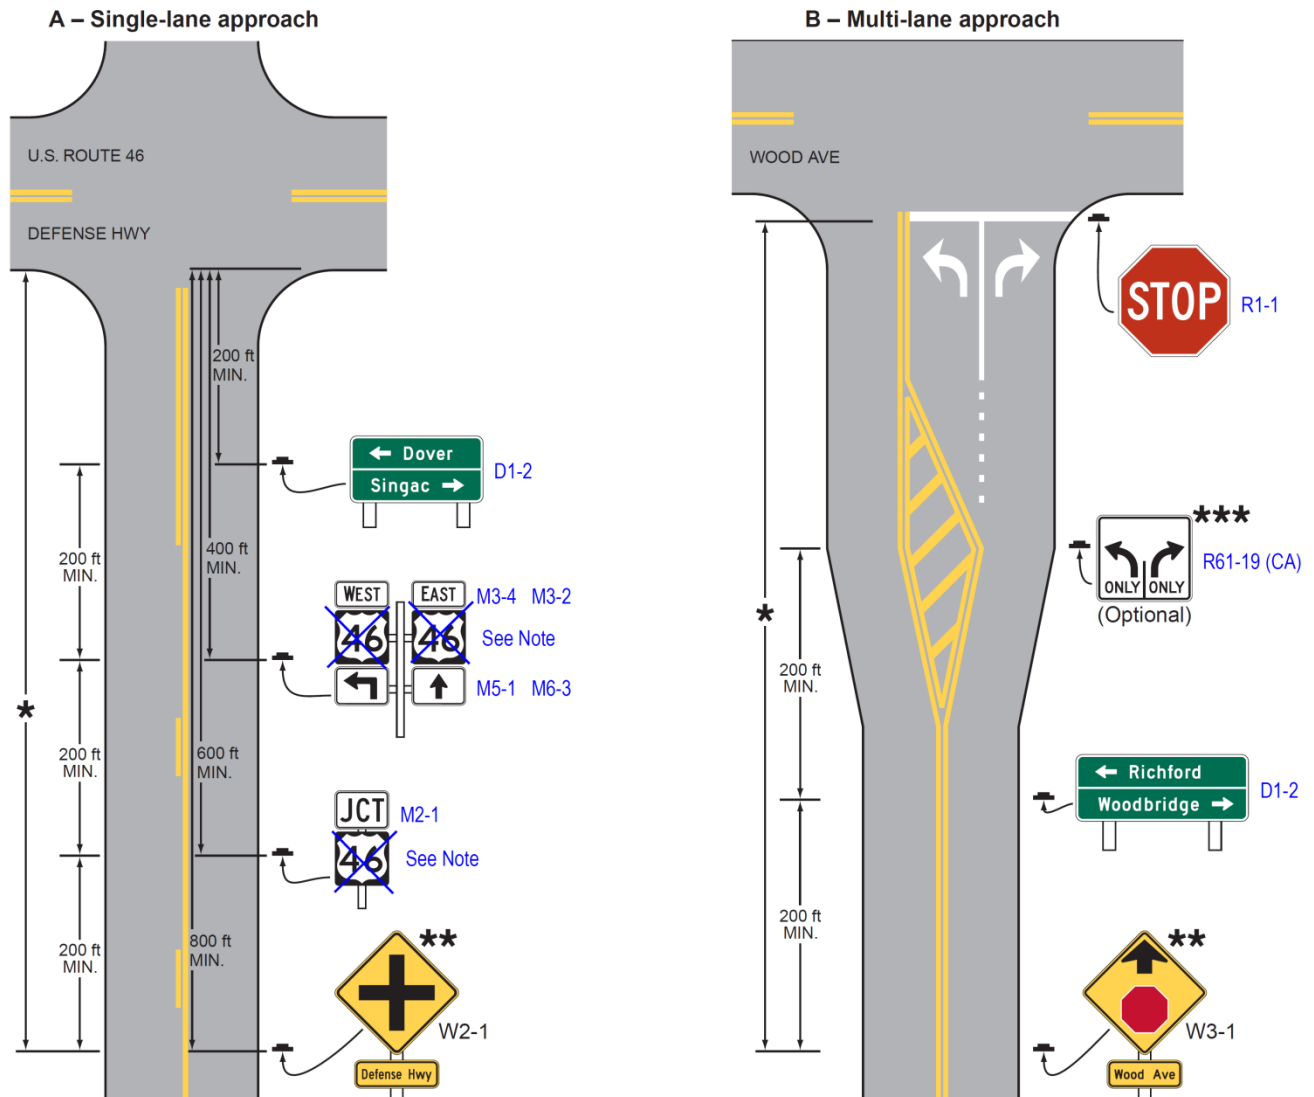 A – Single-lane approach
U.S. ROUTE 46
DEFENSE HWY
200 ft
MIN.
← Dover
Singac →
D1-2
200 ft
MIN.
400 ft
MIN.
WEST
EAST
M3-4 M3-2
46
46
See Note
M5-1 M6-3
*
200 ft
MIN.
600 ft
MIN.
JCT
M2-1
46
See Note
200 ft
MIN.
800 ft
MIN.
**
W2-1
Defense Hwy
B – Multi-lane approach
WOOD AVE
STOP
R1-1
***
ONLY ONLY
R61-19 (CA)
(Optional)
*
200 ft
MIN.
← Richford
Woodbridge →
D1-2
200 ft
MIN.
**
W3-1
Wood Ave